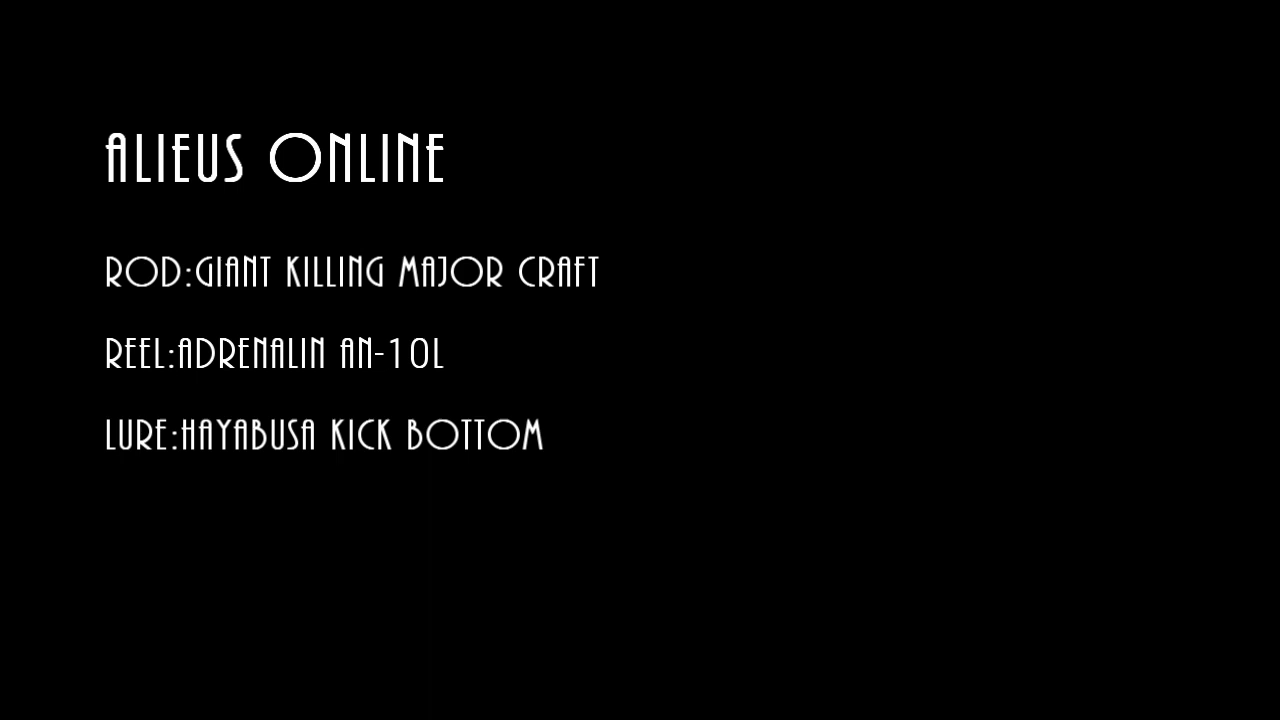 ALIEUS ONLINE
ROD:GIANT KILLING MAJOR CRAFT
REEL:ADRENALIN AN-10L
LURE:HAYABUSA KICK BOTTOM